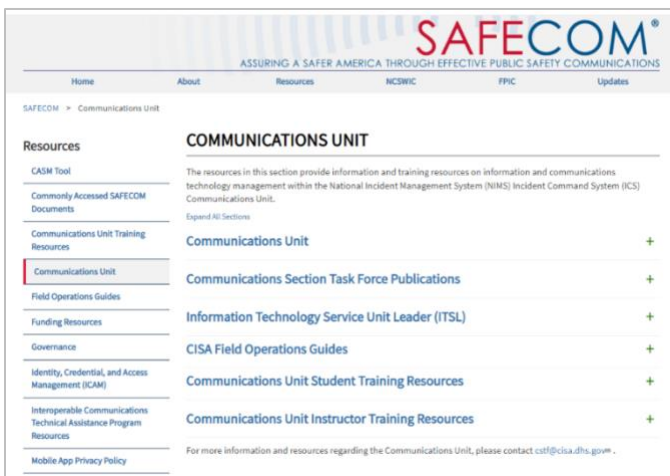 SAFECOM®
ASSURING A SAFER AMERICA THROUGH EFFECTIVE PUBLIC SAFETY COMMUNICATIONS
Home About Resources NCSWIC FPIC Updates
SAFECOM > Communications Unit
Resources
CASM Tool
Commonly Accessed SAFECOM
Documents
Communications Unit Training
Resources
Communications Unit
Field Operations Guides
Funding Resources
Governance
Identity, Credential, and Access
Management (ICAM)
Interoperable Communications
Technical Assistance Program
Resources
Mobile App Privacy Policy
COMMUNICATIONS UNIT
The resources in this section provide information and training resources on information and communications
technology management within the National Incident Management System (NIMS) Incident Command System (ICS)
Communications Unit.
Expand All Sections
Communications Unit +
Communications Section Task Force Publications +
Information Technology Service Unit Leader (ITSL) +
CISA Field Operations Guides +
Communications Unit Student Training Resources +
Communications Unit Instructor Training Resources +
For more information and resources regarding the Communications Unit, please contact cstf@cisa.dhs.gov .